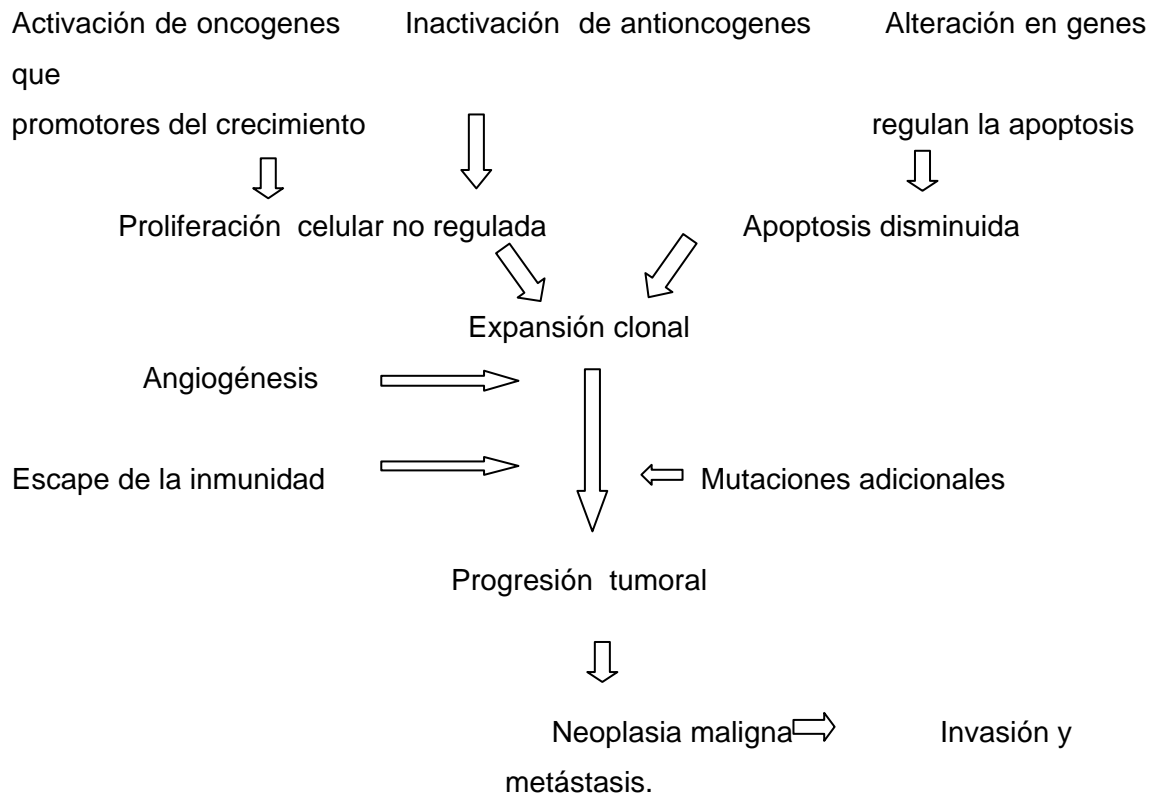 Activación de oncogenes Inactivación de antioncogenes Alteración en genes
que
promotores del crecimiento regulan la apoptosis
Proliferación celular no regulada Apoptosis disminuida
Expansión clonal
Angiogénesis
Escape de la inmunidad Mutaciones adicionales
Progresión tumoral
Neoplasia maligna Invasión y
metástasis.